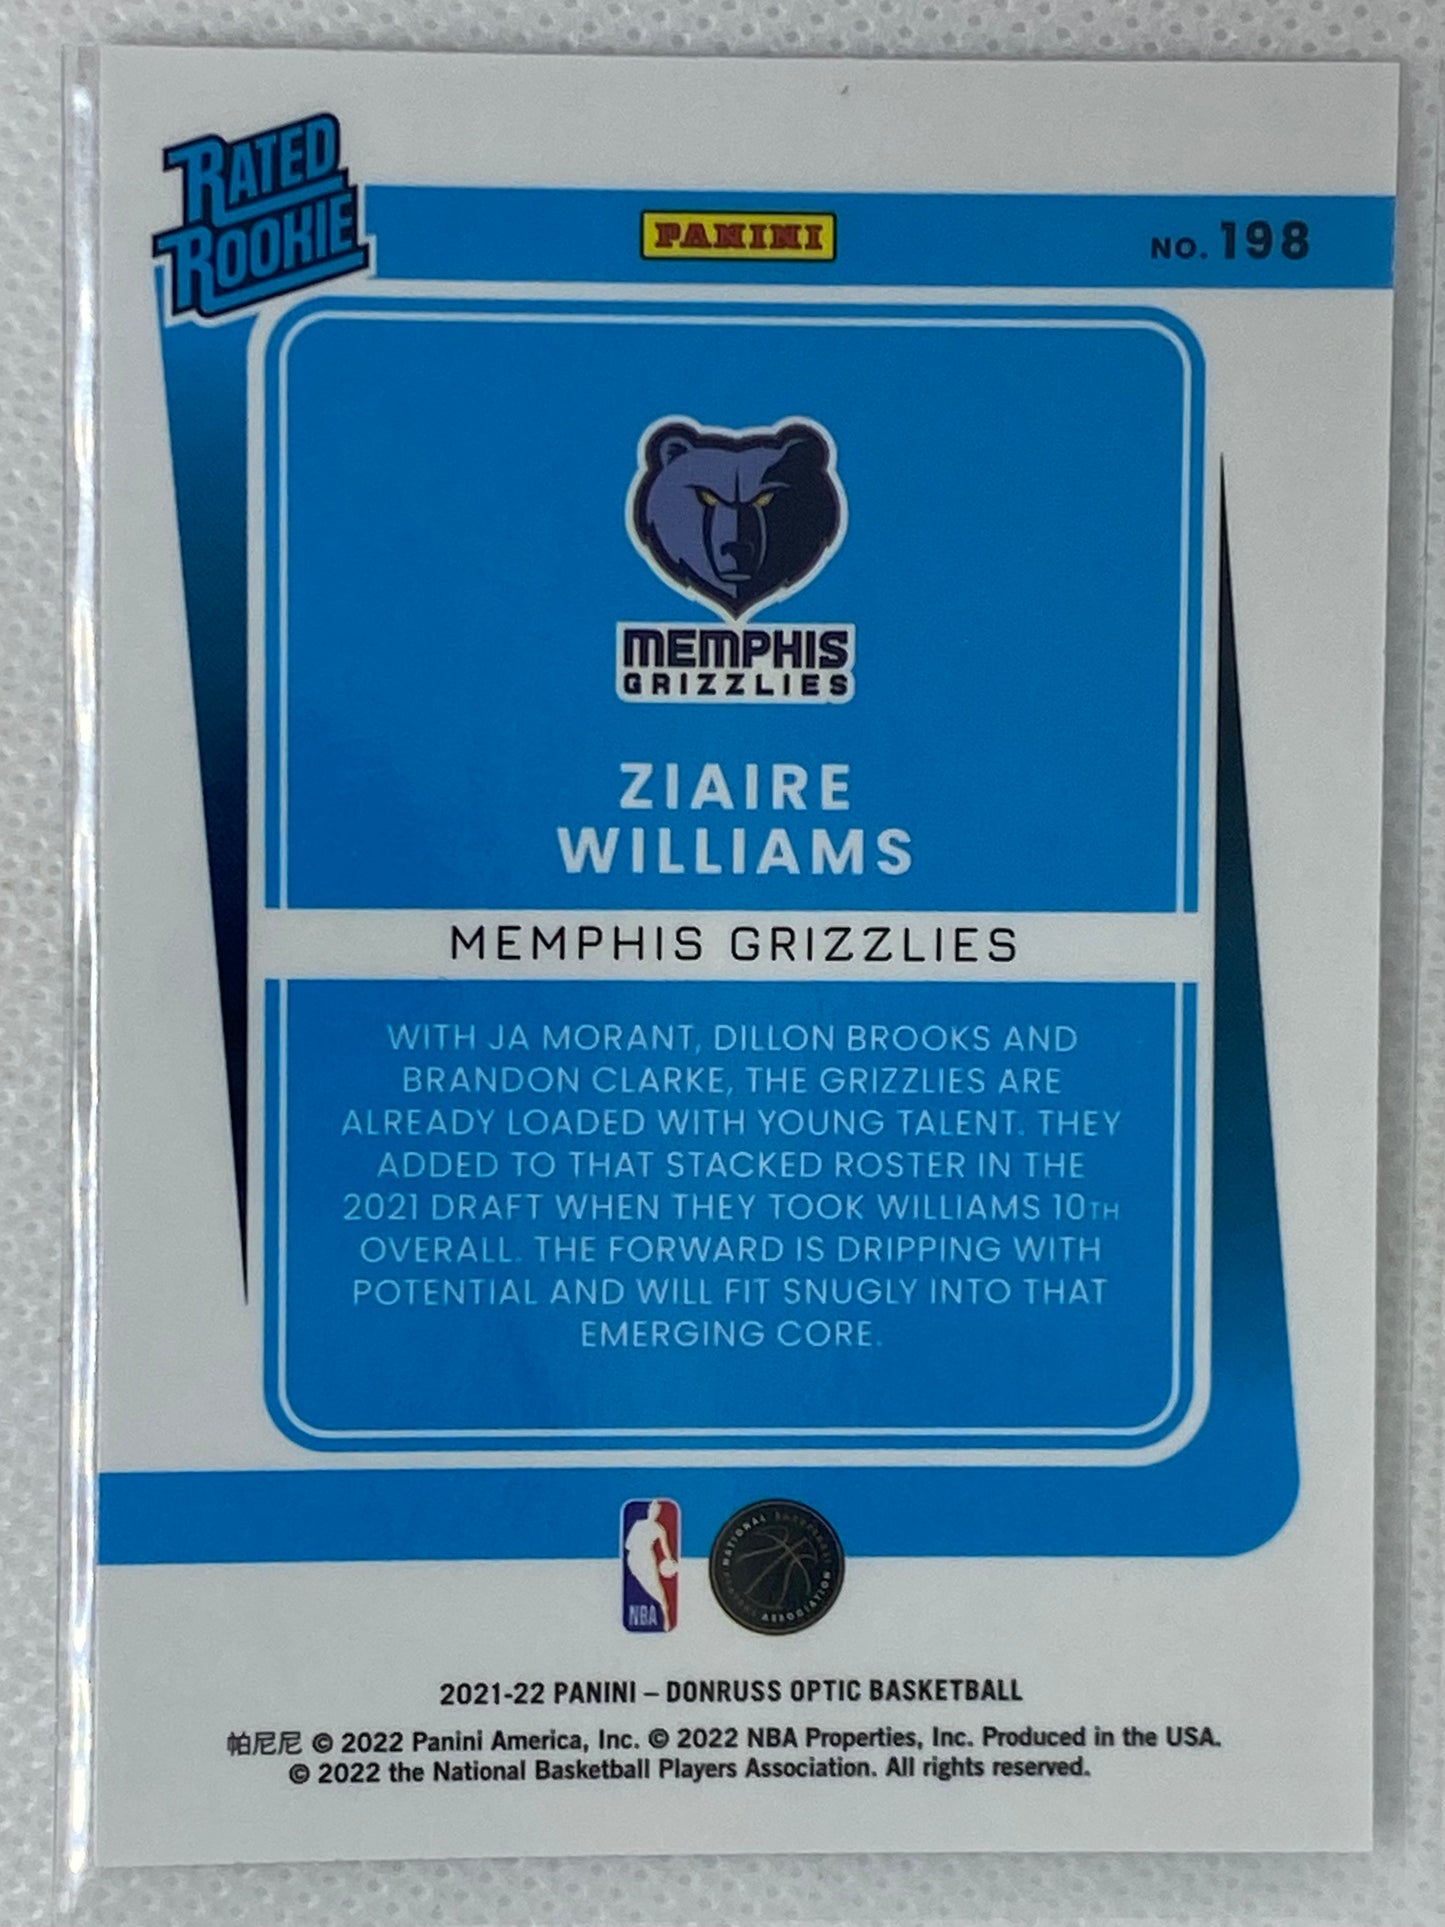 RATED
ROOKIE
PANINI
NO. 198
MEMPHIS
GRIZZLIES
ZIAIRE
WILLIAMS
MEMPHIS GRIZZLIES
WITH JA MORANT, DILLON BROOKS AND
BRANDON CLARKE, THE GRIZZLIES ARE
ALREADY LOADED WITH YOUNG TALENT. THEY
ADDED TO THAT STACKED ROSTER IN THE
2021 DRAFT WHEN THEY TOOK WILLIAMS 10TH
OVERALL. THE FORWARD IS DRIPPING WITH
POTENTIAL AND WILL FIT SNUGLY INTO THAT
EMERGING CORE.
NBA
NATIONAL BASKETBALL PLAYERS ASSOCIATION
2021-22 PANINI – DONRUSS OPTIC BASKETBALL
帕尼尼 © 2022 Panini America, Inc. © 2022 NBA Properties, Inc. Produced in the USA.
© 2022 the National Basketball Players Association. All rights reserved.